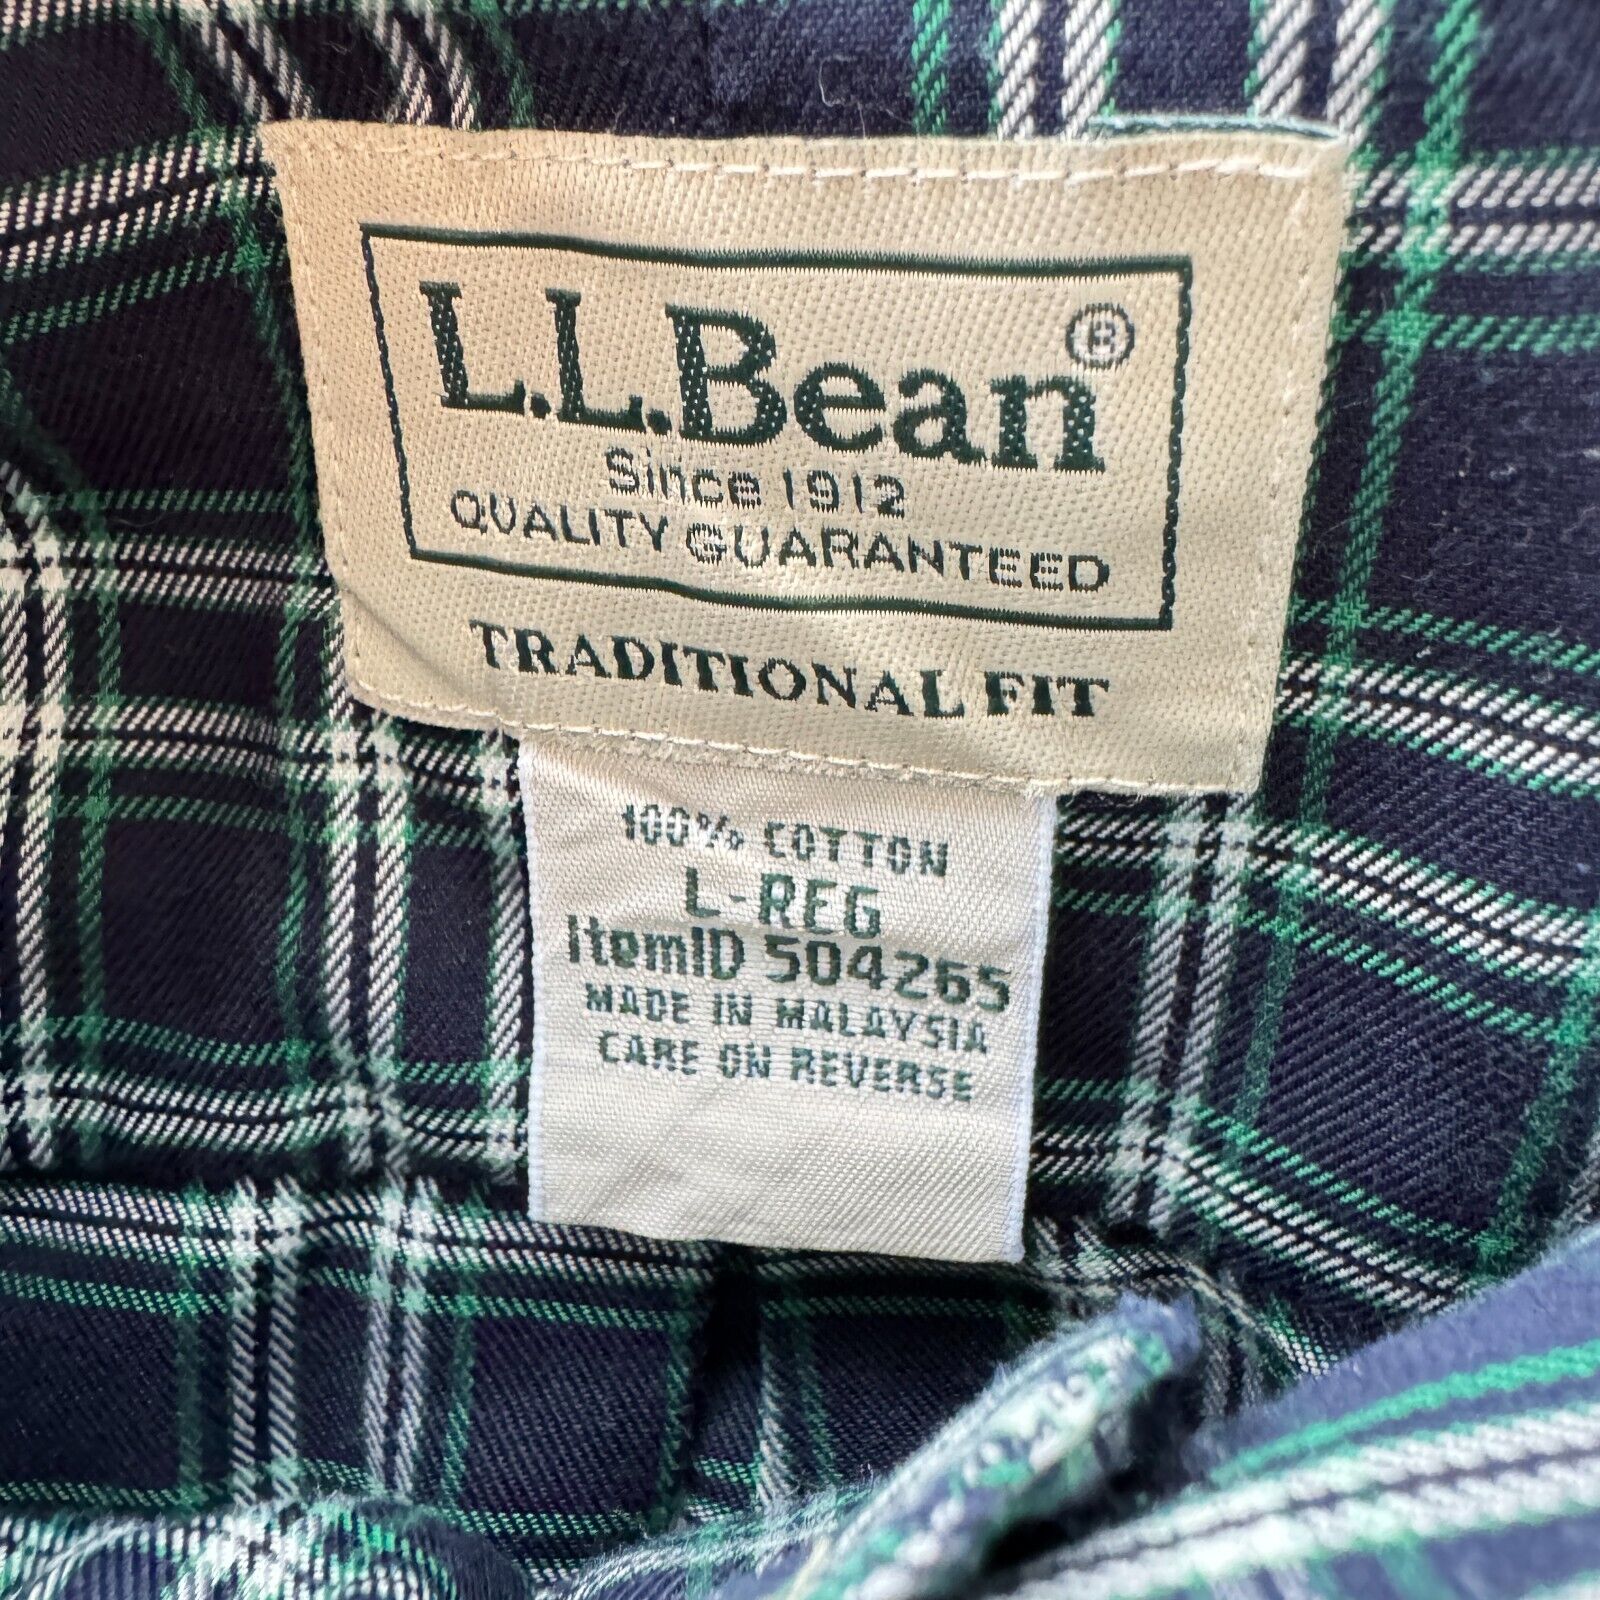 L.L.Bean®
Since 1912
QUALITY GUARANTEED
TRADITIONAL FIT
100% COTTON
L-REG
ItemID 504265
MADE IN MALAYSIA
CARE ON REVERSE